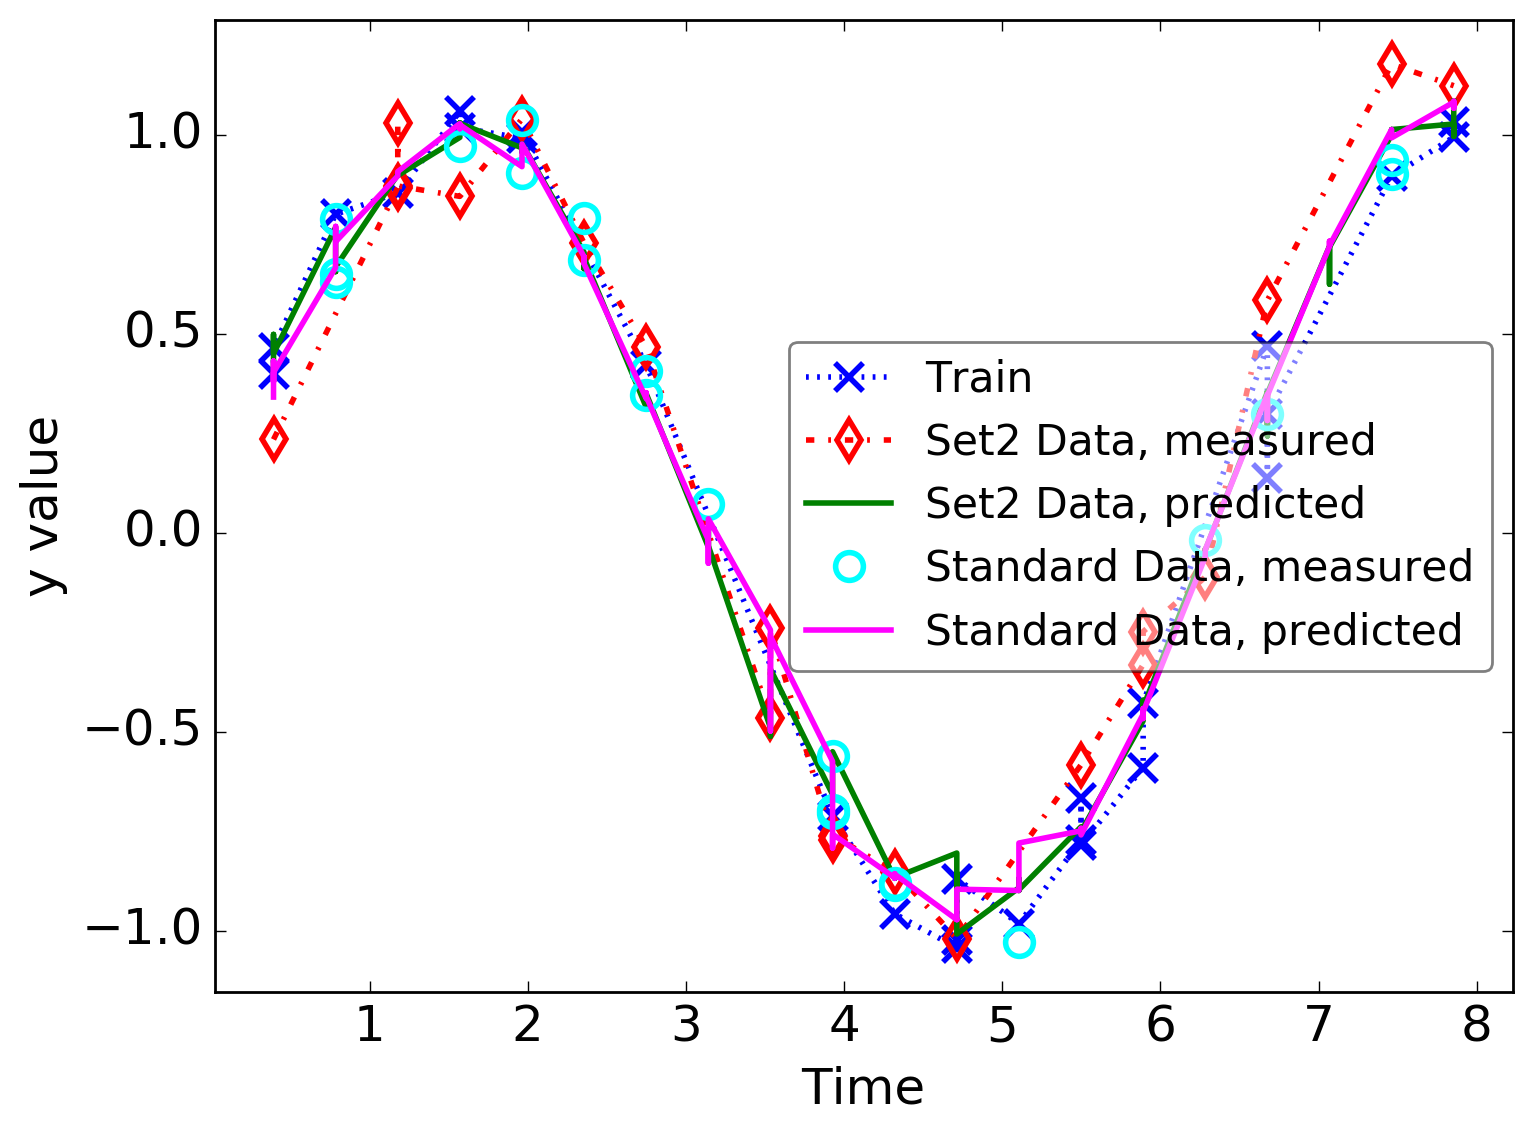 y value
1.0
0.5
0.0
−0.5
−1.0
Train
Set2 Data, measured
Set2 Data, predicted
Standard Data, measured
Standard Data, predicted
1 2 3 4 5 6 7 8
Time